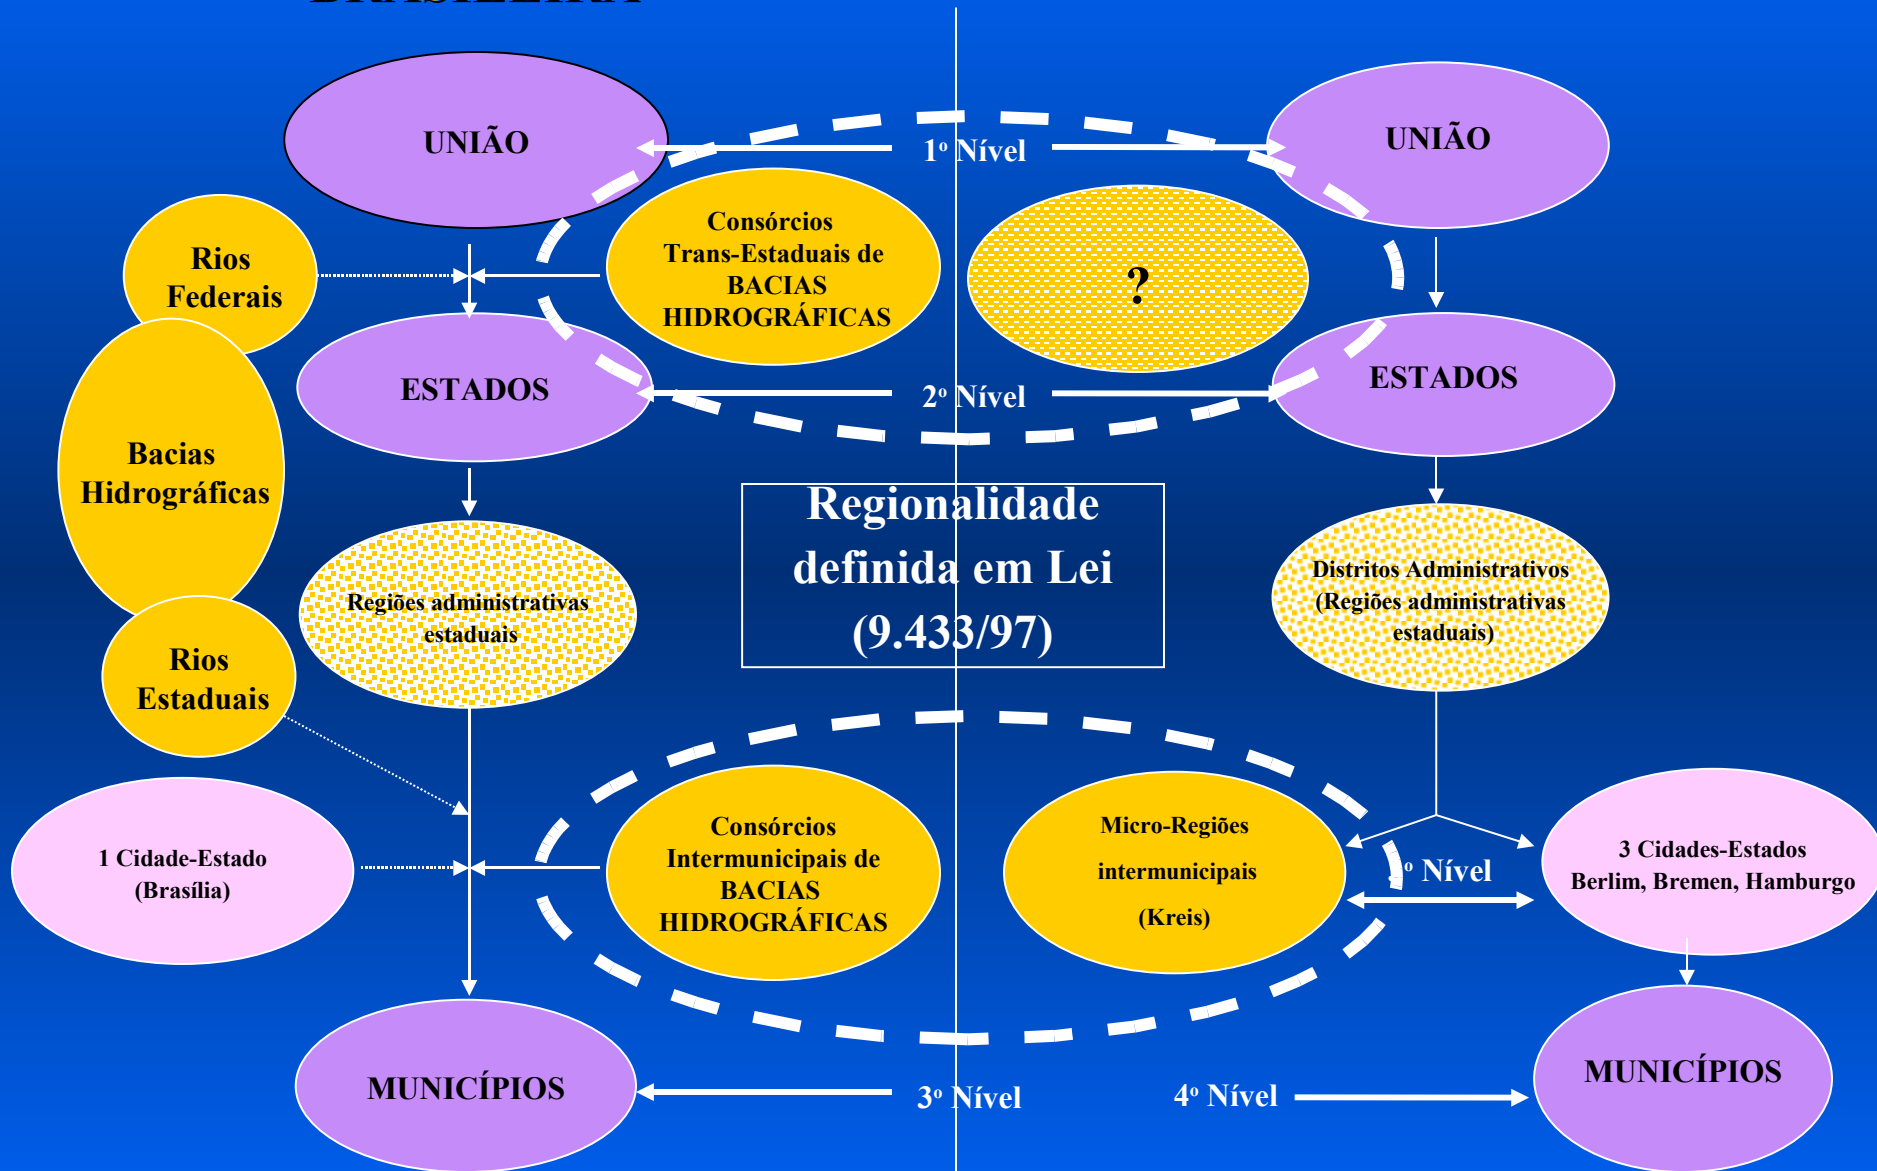 BRASILEIRA
UNIÃO
1º Nível
UNIÃO
Rios
Federais
Consórcios
Trans-Estaduais de
BACIAS
HIDROGRÁFICAS
?
ESTADOS
2º Nível
ESTADOS
Bacias
Hidrográficas
Regionalidade
definida em Lei
(9.433/97)
Regiões administrativas
estaduais
Distritos Administrativos
(Regiões administrativas
estaduais)
Rios
Estaduais
1 Cidade-Estado
(Brasília)
Consórcios
Intermunicipais de
BACIAS
HIDROGRÁFICAS
Micro-Regiões
intermunicipais
(Kreis)
º Nível
3 Cidades-Estados
Berlim, Bremen, Hamburgo
MUNICÍPIOS
3º Nível
4º Nível
MUNICÍPIOS